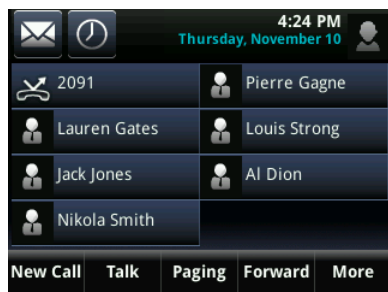 4:24 PM
Thursday, November 10
2091
Pierre Gagne
Lauren Gates
Louis Strong
Jack Jones
Al Dion
Nikola Smith
New Call Talk Paging Forward More